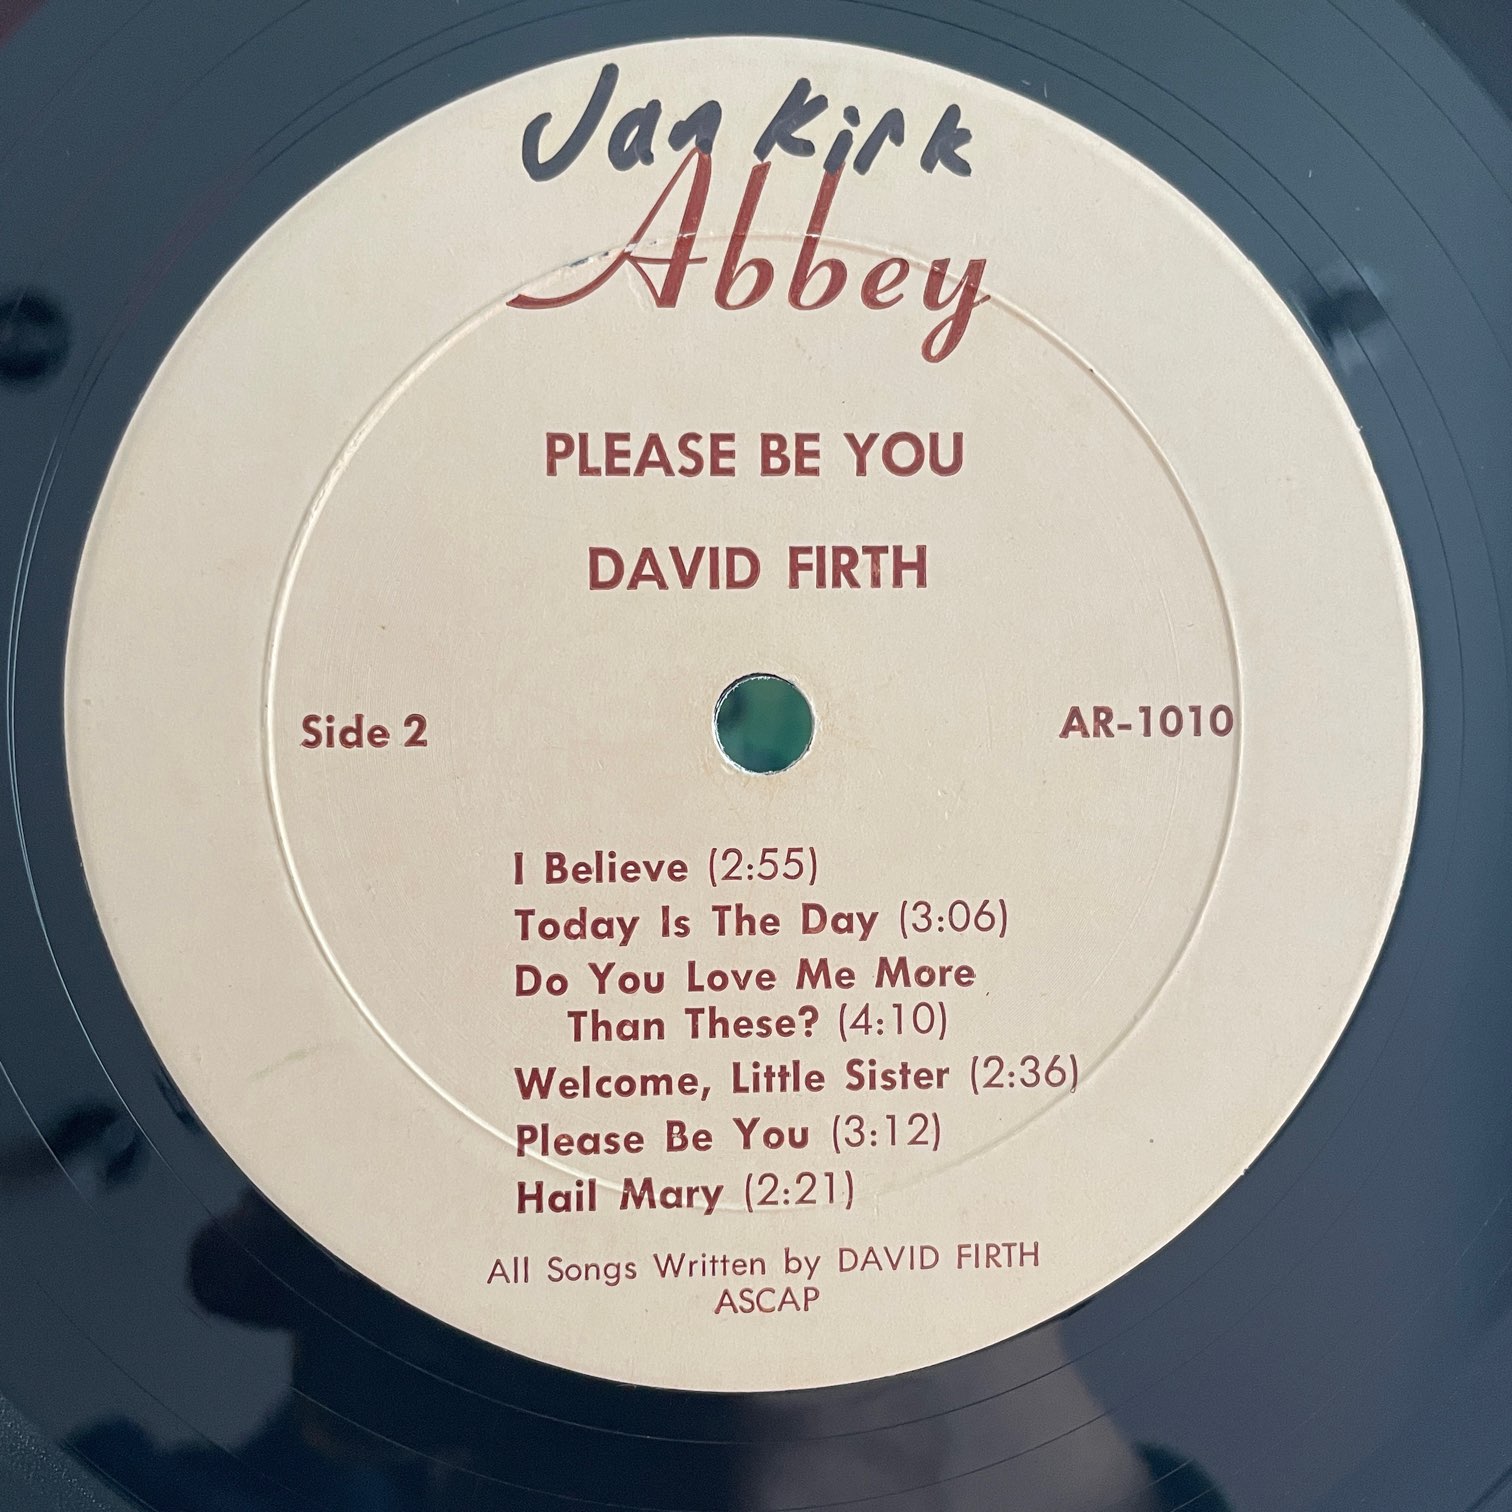 Jan Kirk
Abbey
PLEASE BE YOU
DAVID FIRTH
Side 2
AR-1010
I Believe (2:55)
Today Is The Day (3:06)
Do You Love Me More
Than These? (4:10)
Welcome, Little Sister (2:36)
Please Be You (3:12)
Hail Mary (2:21)
All Songs Written by DAVID FIRTH
ASCAP